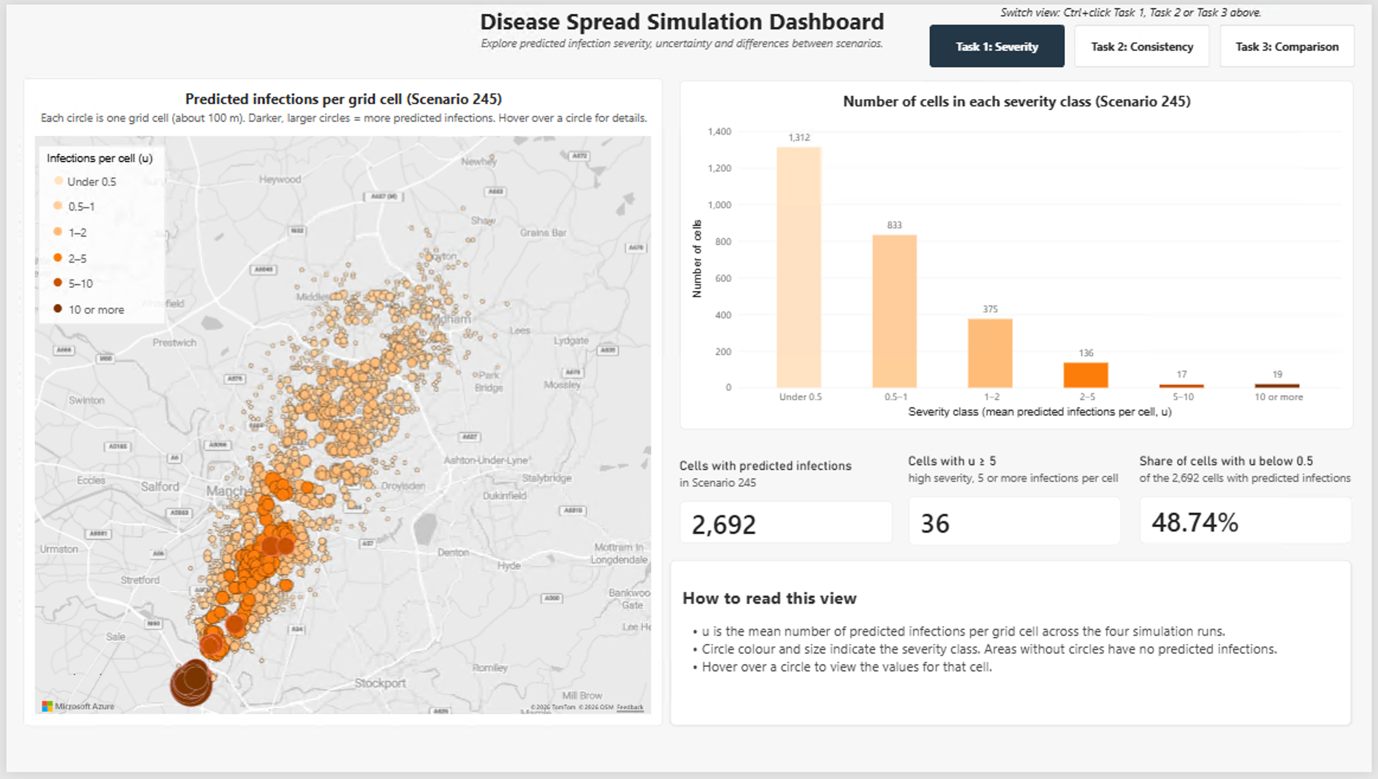 Disease Spread Simulation Dashboard
Explore predicted infection severity, uncertainty and differences between scenarios.
Switch view: Ctrl+click Task 1, Task 2 or Task 3 above.
Task 1: Severity
Task 2: Consistency
Task 3: Comparison
Predicted infections per grid cell (Scenario 245)
Each circle is one grid cell (about 100 m). Darker, larger circles = more predicted infections. Hover over a circle for details.
Infections per cell (u)
Under 0.5
0.5–1
1–2
2–5
5–10
10 or more
Newhey
Heywood
Shaw
Grains Bar
Lees
Lydgate
Prestwich
Park
Bridge
Mossley
Swinton
Ashton-Under-Lyne
Stalybridge
Eccles
Salford
Droylsden
Dukinfield
Urmston
Denton
Mottram In
Longdendale
Hyde
Stretford
Sale
Romiley
Stockport
Mill Brow
Microsoft Azure
©2026 TomTom ©2026 OSM Feedback
Number of cells in each severity class (Scenario 245)
Number of cells
1,400
1,200
1,000
800
600
400
200
0
1,312
833
375
136
17
19
Under 0.5
0.5–1
1–2
2–5
5–10
10 or more
Severity class (mean predicted infections per cell, u)
Cells with predicted infections
in Scenario 245
2,692
Cells with u ≥ 5
high severity, 5 or more infections per cell
36
Share of cells with u below 0.5
of the 2,692 cells with predicted infections
48.74%
How to read this view
• u is the mean number of predicted infections per grid cell across the four simulation runs.
• Circle colour and size indicate the severity class. Areas without circles have no predicted infections.
• Hover over a circle to view the values for that cell.